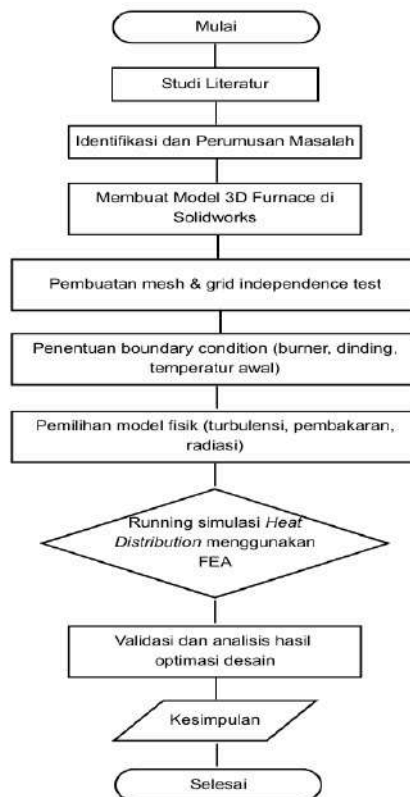 Mulai
Studi Literatur
Identifikasi dan Perumusan Masalah
Membuat Model 3D Furnace di
Solidworks
Pembuatan mesh & grid independence test
Penentuan boundary condition (burner, dinding,
temperatur awal)
Pemilihan model fisik (turbulensi, pembakaran,
radiasi)
Running simulasi Heat
Distribution menggunakan
FEA
Validasi dan analisis hasil
optimasi desain
Kesimpulan
Selesai